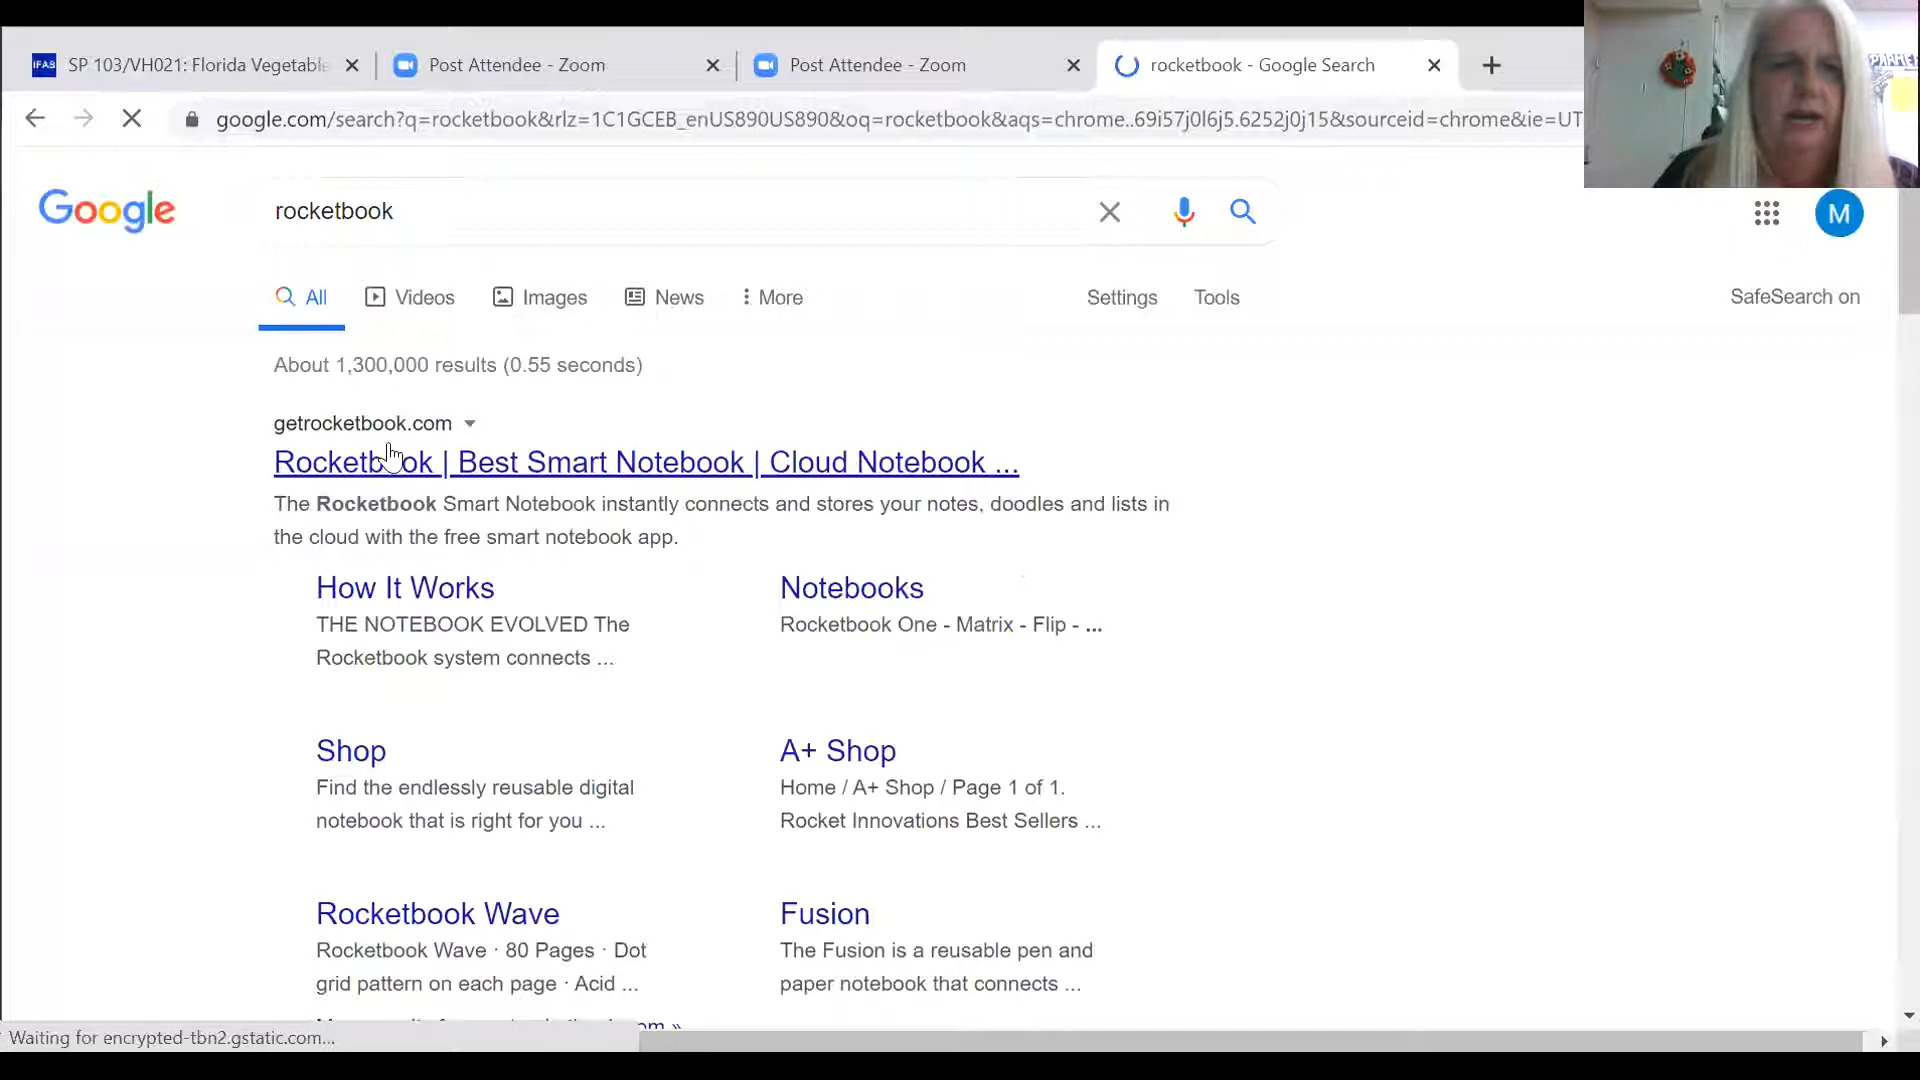 IFAS SP 103/VH021: Florida Vegetable
Post Attendee - Zoom
Post Attendee - Zoom
rocketbook - Google Search
google.com/search?q=rocketbook&rlz=1C1GCEB_enUS890US890&oq=rocketbook&aqs=chrome..69i57j0l6j5.6252j0j15&sourceid=chrome&ie=UT
Google
rocketbook
M
All
Videos
Images
News
More
Settings
Tools
SafeSearch on
About 1,300,000 results (0.55 seconds)
getrocketbook.com
Rocketbook | Best Smart Notebook | Cloud Notebook ...
The Rocketbook Smart Notebook instantly connects and stores your notes, doodles and lists in
the cloud with the free smart notebook app.
How It Works
THE NOTEBOOK EVOLVED The
Rocketbook system connects ...
Notebooks
Rocketbook One - Matrix - Flip - ...
Shop
Find the endlessly reusable digital
notebook that is right for you ...
A+ Shop
Home / A+ Shop / Page 1 of 1.
Rocket Innovations Best Sellers ...
Rocketbook Wave
Rocketbook Wave · 80 Pages · Dot
grid pattern on each page · Acid ...
Fusion
The Fusion is a reusable pen and
paper notebook that connects ...
Waiting for encrypted-tbn2.gstatic.com...